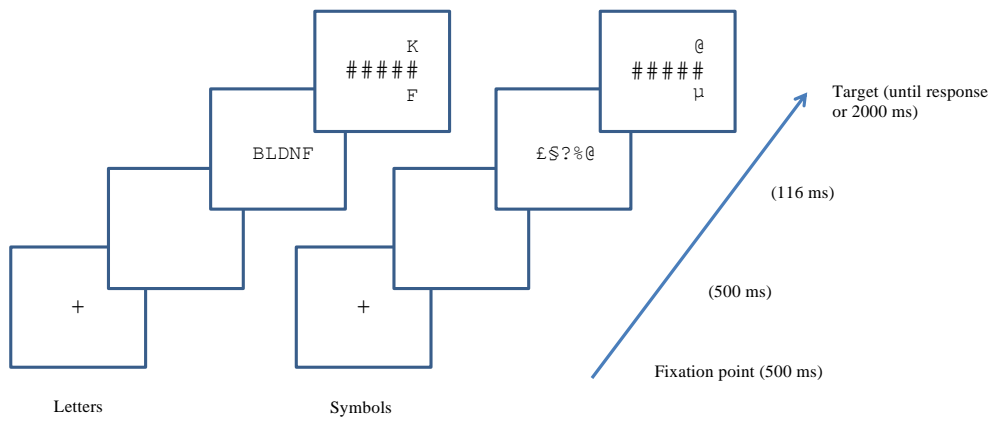 K
#####
F
BLDNF
+
Letters
@
#####
µ
£§?%@
+
Symbols
Target (until response
or 2000 ms)
(116 ms)
(500 ms)
Fixation point (500 ms)